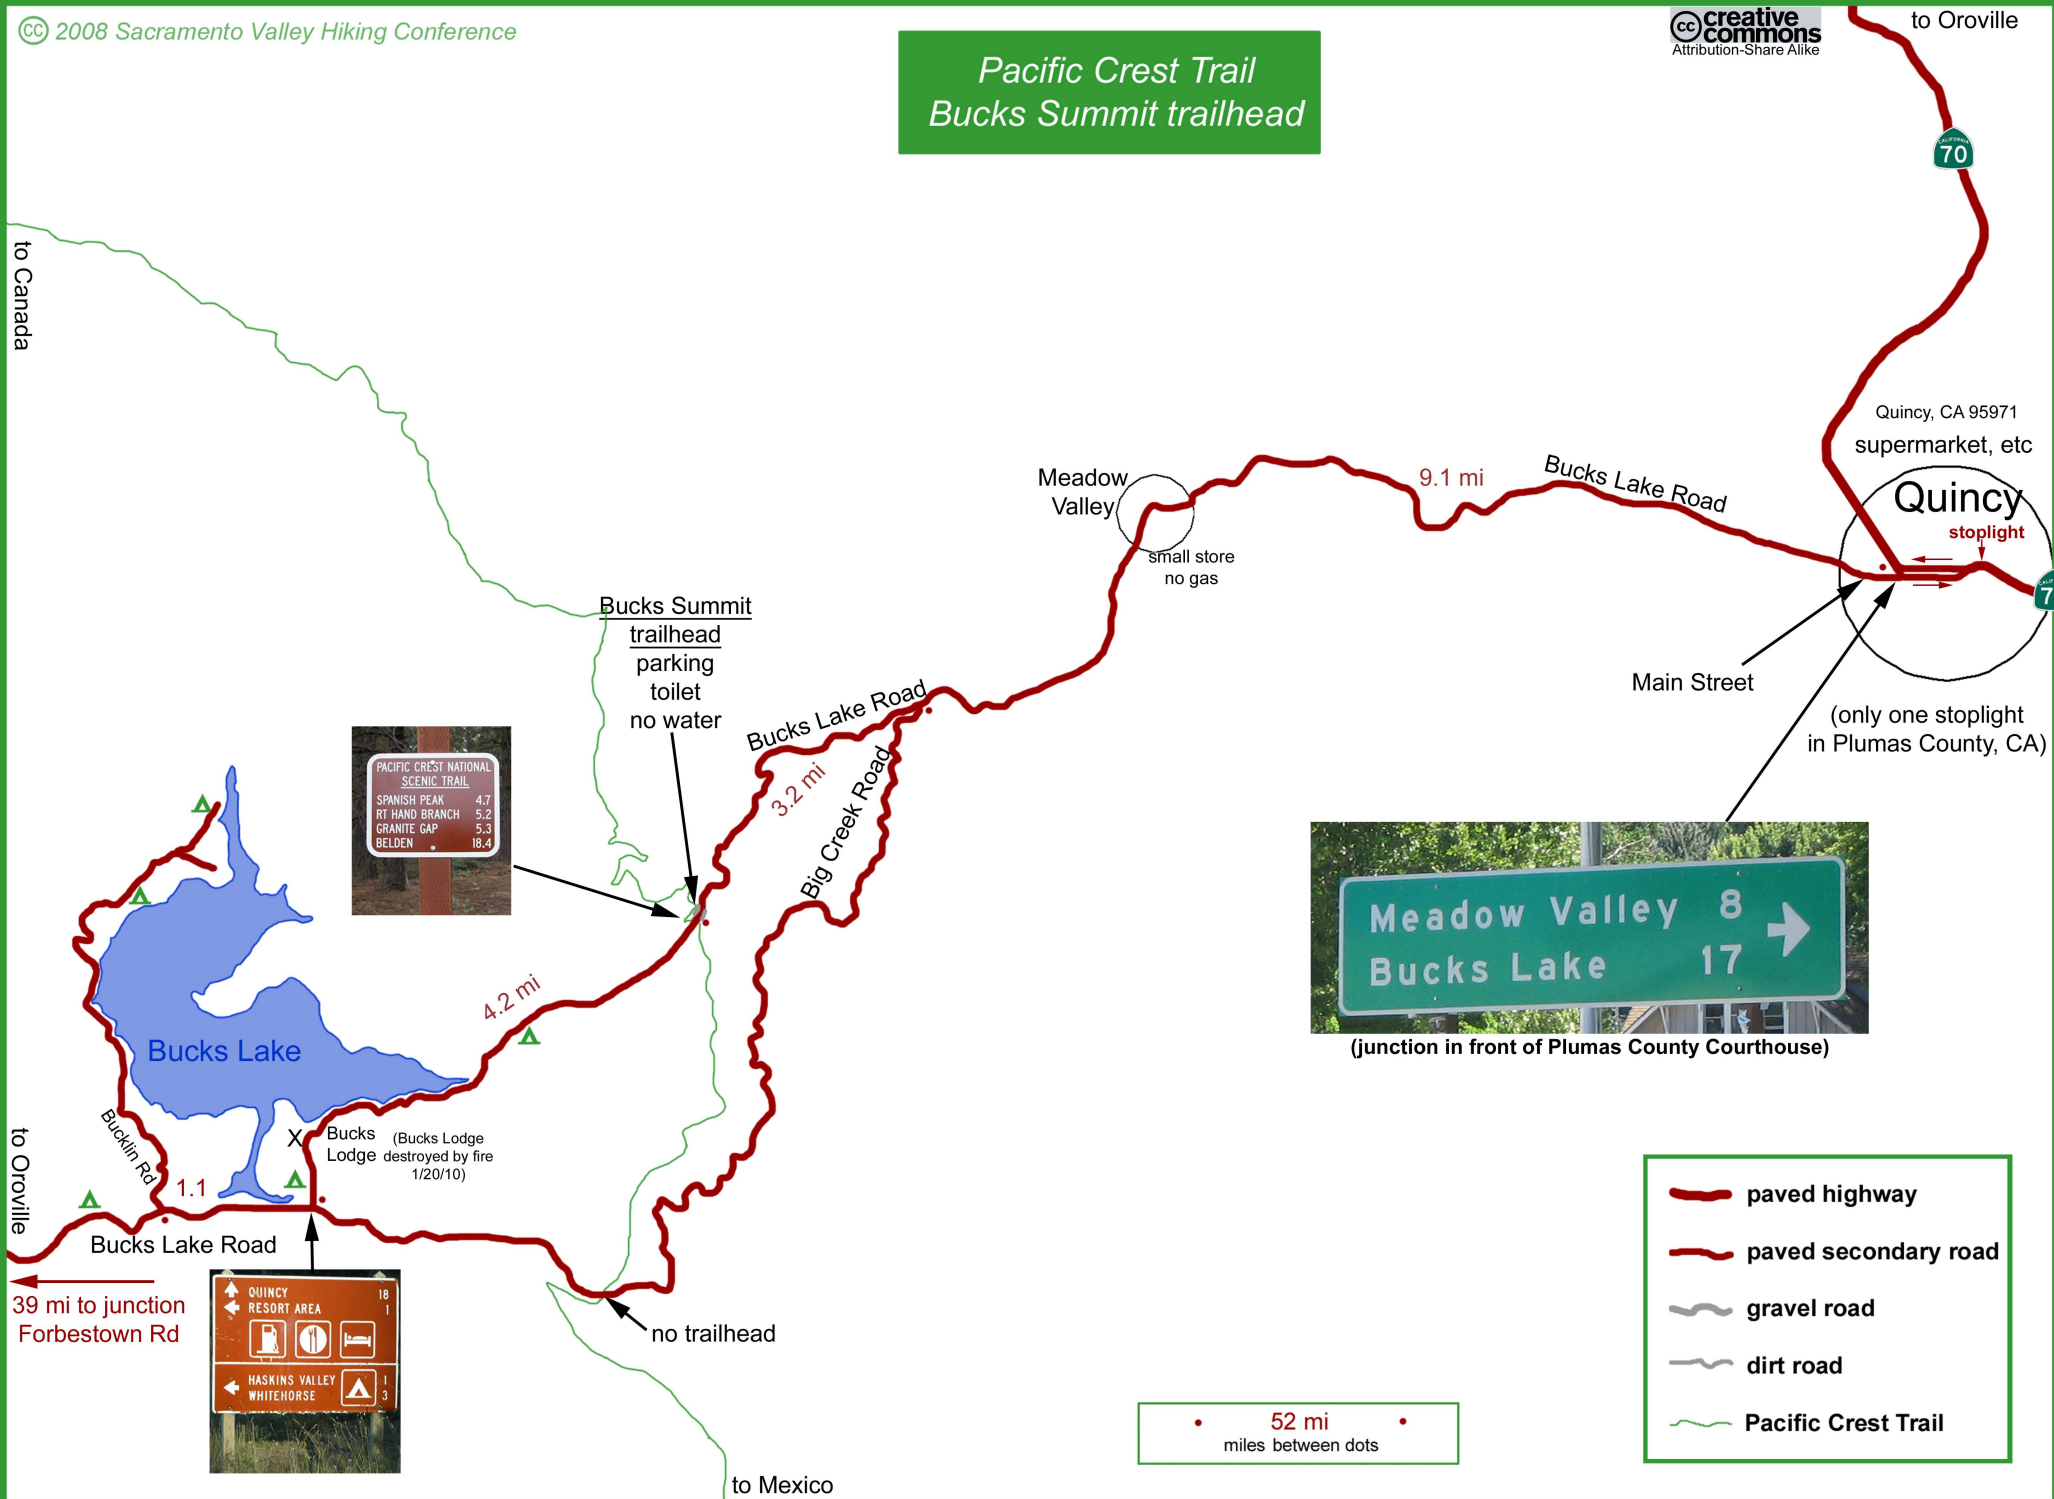 cc 2008 Sacramento Valley Hiking Conference
Pacific Crest Trail
Bucks Summit trailhead
cc creative
commons
Attribution-Share Alike
to Oroville
CALIFORNIA
70
to Canada
Quincy, CA 95971
supermarket, etc
Quincy
stoplight
Meadow
Valley
small store
no gas
9.1 mi
Bucks Lake Road
Main Street
(only one stoplight
in Plumas County, CA)
Bucks Summit
trailhead
parking
toilet
no water
Bucks Lake Road
3.2 mi
Big Creek Road
PACIFIC CREST NATIONAL
SCENIC TRAIL
SPANISH PEAK 4.7
RT HAND BRANCH 5.2
GRANITE GAP 5.3
BELDEN 18.4
Meadow Valley 8
Bucks Lake 17
(junction in front of Plumas County Courthouse)
4.2 mi
Bucks Lake
Bucklin Rd
X
Bucks
Lodge
(Bucks Lodge
destroyed by fire
1/20/10)
1.1
to Oroville
Bucks Lake Road
39 mi to junction
Forbestown Rd
QUINCY 18
RESORT AREA 1
HASKINS VALLEY 1
WHITEHORSE 3
no trailhead
to Mexico
52 mi
miles between dots
paved highway
paved secondary road
gravel road
dirt road
Pacific Crest Trail